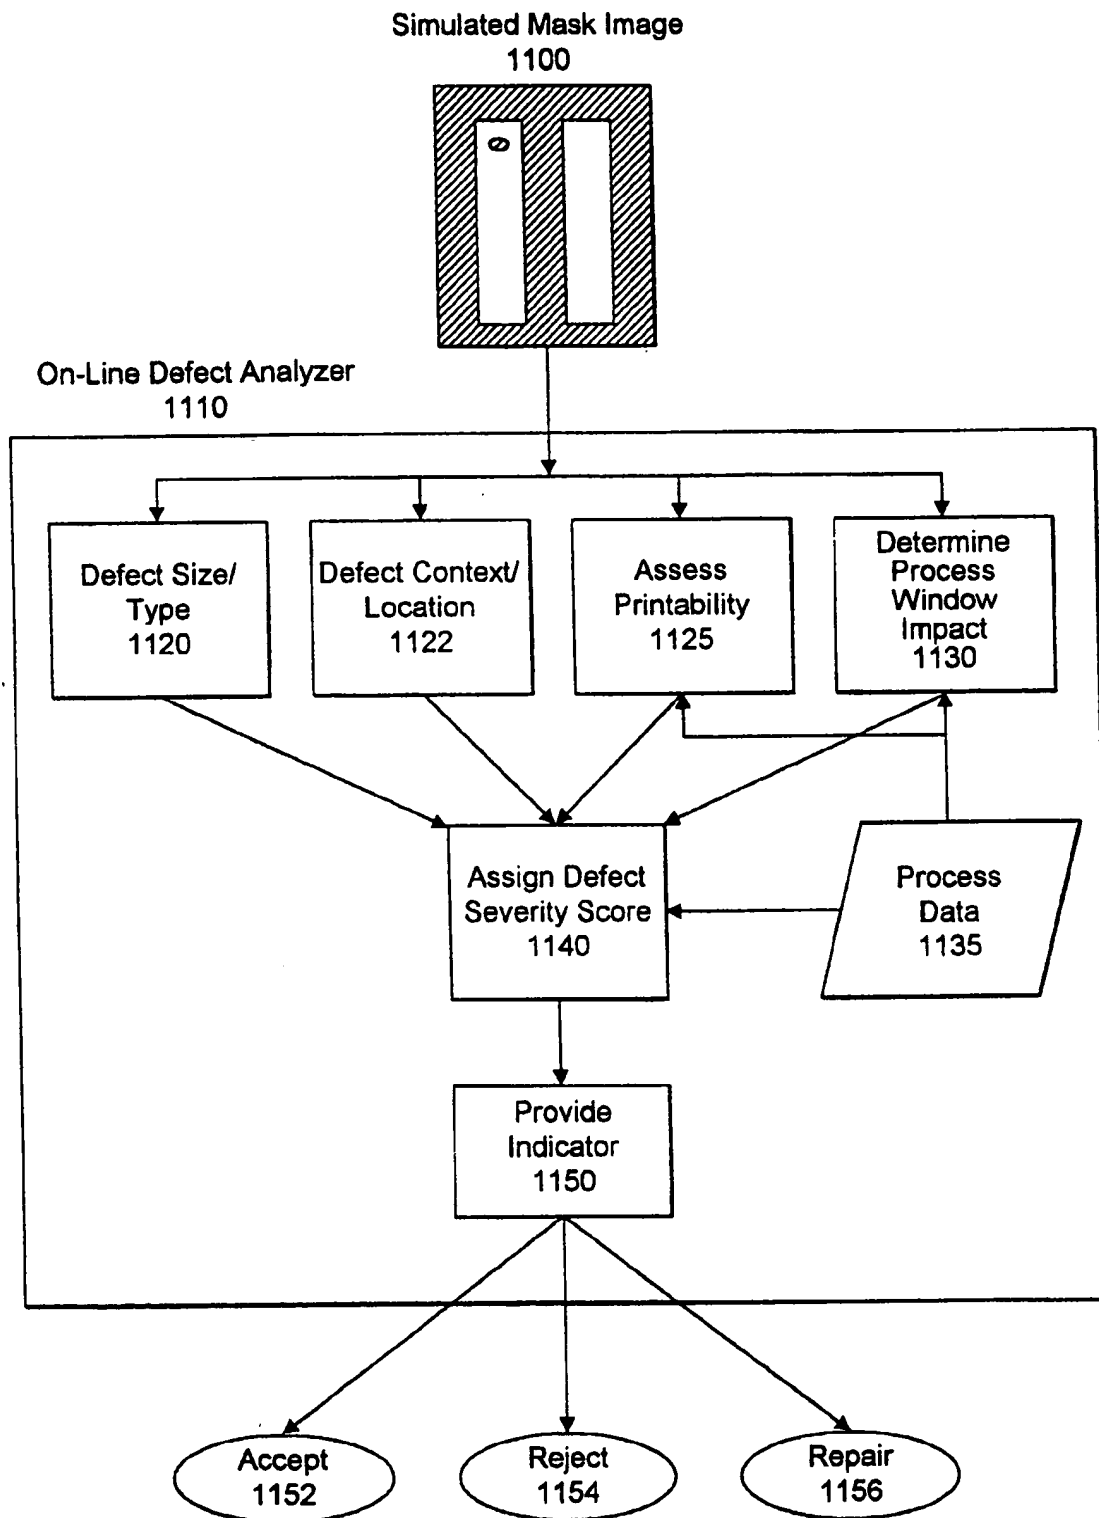 Simulated Mask Image
1100
On-Line Defect Analyzer
1110
Defect Size/
Type
1120
Defect Context/
Location
1122
Assess
Printability
1125
Determine
Process
Window
Impact
1130
Assign Defect
Severity Score
1140
Process
Data
1135
Provide
Indicator
1150
Accept
1152
Reject
1154
Repair
1156